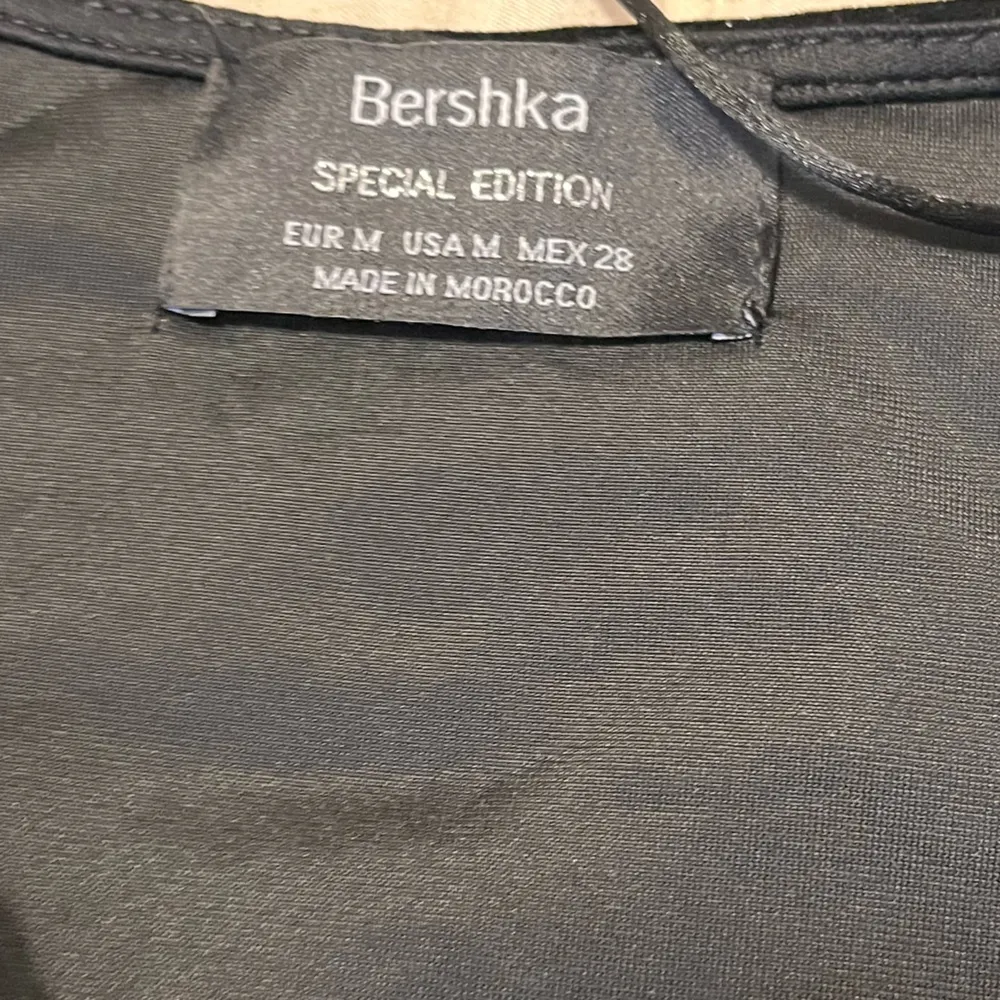 Bershka
SPECIAL EDITION
EUR M USA M MEX 28
MADE IN MOROCCO